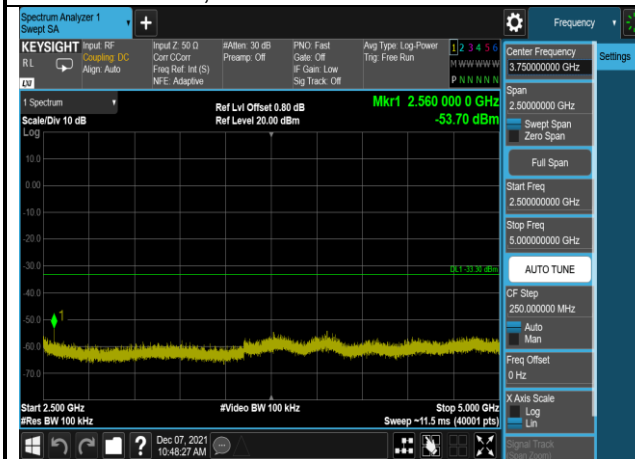 Spectrum Analyzer 1
Swept SA
Frequency
KEYSIGHT
RL
LXI
Input: RF
Coupling: DC
Align: Auto
Input Z: 50 Ω
Corr CCorr
Freq Ref: Int (S)
NFE: Adaptive
#Atten: 30 dB
Preamp: Off
PNO: Fast
Gate: Off
IF Gain: Low
Sig Track: Off
Avg Type: Log-Power
Trig: Free Run
1 2 3 4 5 6
M W W W W W
P N N N N N
Center Frequency
3.750000000 GHz
Settings
1 Spectrum
Scale/Div 10 dB
Log
Ref Lvl Offset 0.80 dB
Ref Level 20.00 dBm
Mkr1 2.560 000 0 GHz
-53.70 dBm
Span
2.50000000 GHz
Swept Span
Zero Span
Full Span
Start Freq
2.500000000 GHz
Stop Freq
5.000000000 GHz
AUTO TUNE
CF Step
250.000000 MHz
Auto
Man
Freq Offset
0 Hz
X Axis Scale
Log
Lin
Signal Track
(Span Zoom)
10.0
0.00
-10.0
-20.0
-30.0
DL1 -33.30 dBm
-40.0
1
-50.0
-60.0
-70.0
Start 2.500 GHz
#Res BW 100 kHz
#Video BW 100 kHz
Stop 5.000 GHz
Sweep ~11.5 ms (40001 pts)
?
Dec 07, 2021
10:48:27 AM